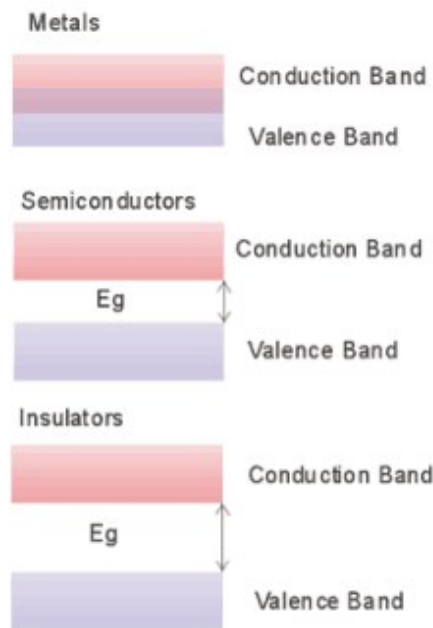 Metals
Conduction Band
Valence Band
Semiconductors
Conduction Band
Eg
Valence Band
Insulators
Conduction Band
Eg
Valence Band